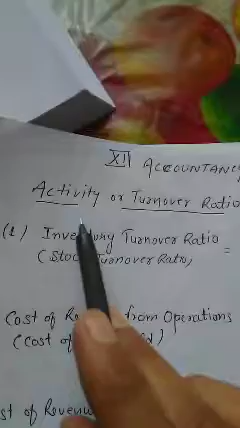 XII ACCOUNTANCY
Activity or Turnover Ratio
(1) Inventory Turnover Ratio
(Stock Turnover Ratio) =
Cost of from Operations
(Cost of
st of Revenu